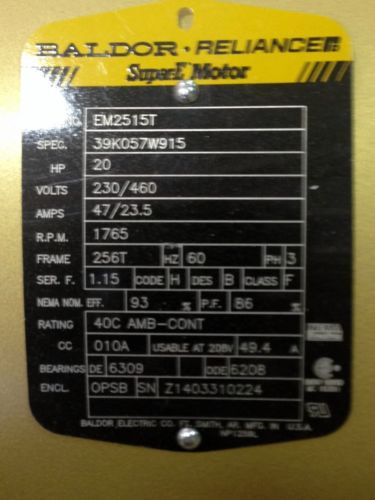 BALDOR • RELIANCE
Super-E Motor
NO. EM2515T
SPEC. 39K057W915
HP 20
VOLTS 230/460
AMPS 47/23.5
R.P.M. 1765
FRAME 256T HZ 60 PH 3
SER. F. 1.15 CODE H DES B CLASS F
NEMA NOM. EFF. 93 % P.F. 86 %
RATING 40C AMB-CONT
CC 010A USABLE AT 208V 49.4 A
BEARINGS DE 6309 ODE 6208
ENCL. OPSB SN Z1403310224
BALDOR ELECTRIC CO. FT. SMITH, AR. MFG. IN U.S.A.